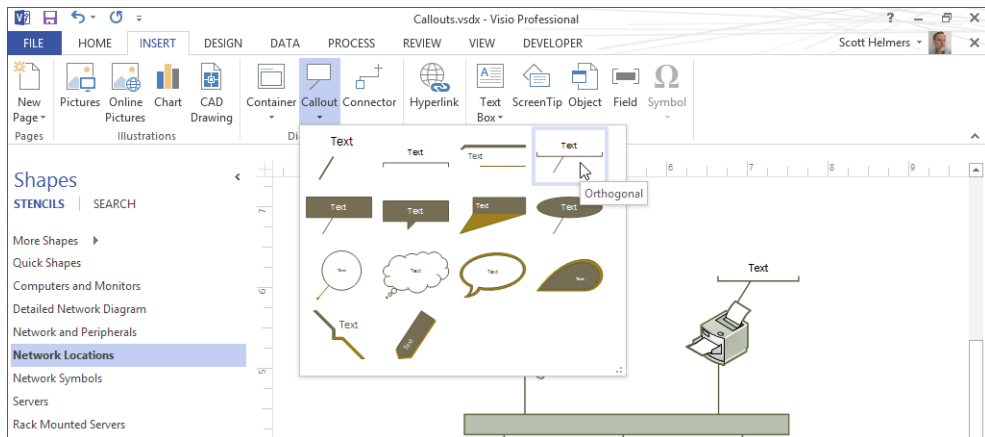 Callouts.vsdx - Visio Professional
?
FILE HOME INSERT DESIGN DATA PROCESS REVIEW VIEW DEVELOPER Scott Helmers
New Page Pictures Online Pictures Chart CAD Drawing Container Callout Connector Hyperlink Text Box ScreenTip Object Field Symbol
Pages Illustrations Di
Text Text Text Text
Orthogonal
Text Text Text Text
Text Text Text Text
Text Text
Shapes
STENCILS SEARCH
More Shapes
Quick Shapes
Computers and Monitors
Detailed Network Diagram
Network and Peripherals
Network Locations
Network Symbols
Servers
Rack Mounted Servers
6 7 8 9
7
6
5
Text